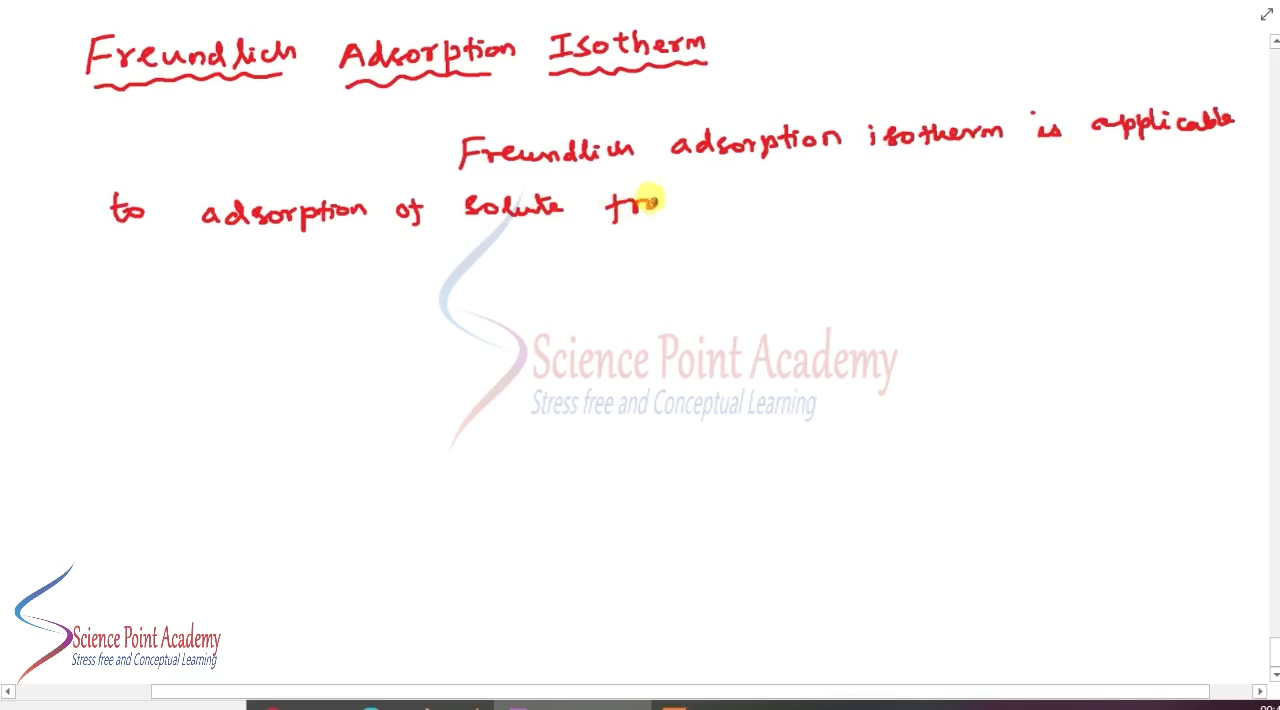 Freundlich Adsorption Isotherm
Freundlich adsorption isotherm is applicable
to adsorption of solute fro
Science Point Academy
Stress free and Conceptual Learning
Science Point Academy
Stress free and Conceptual Learning